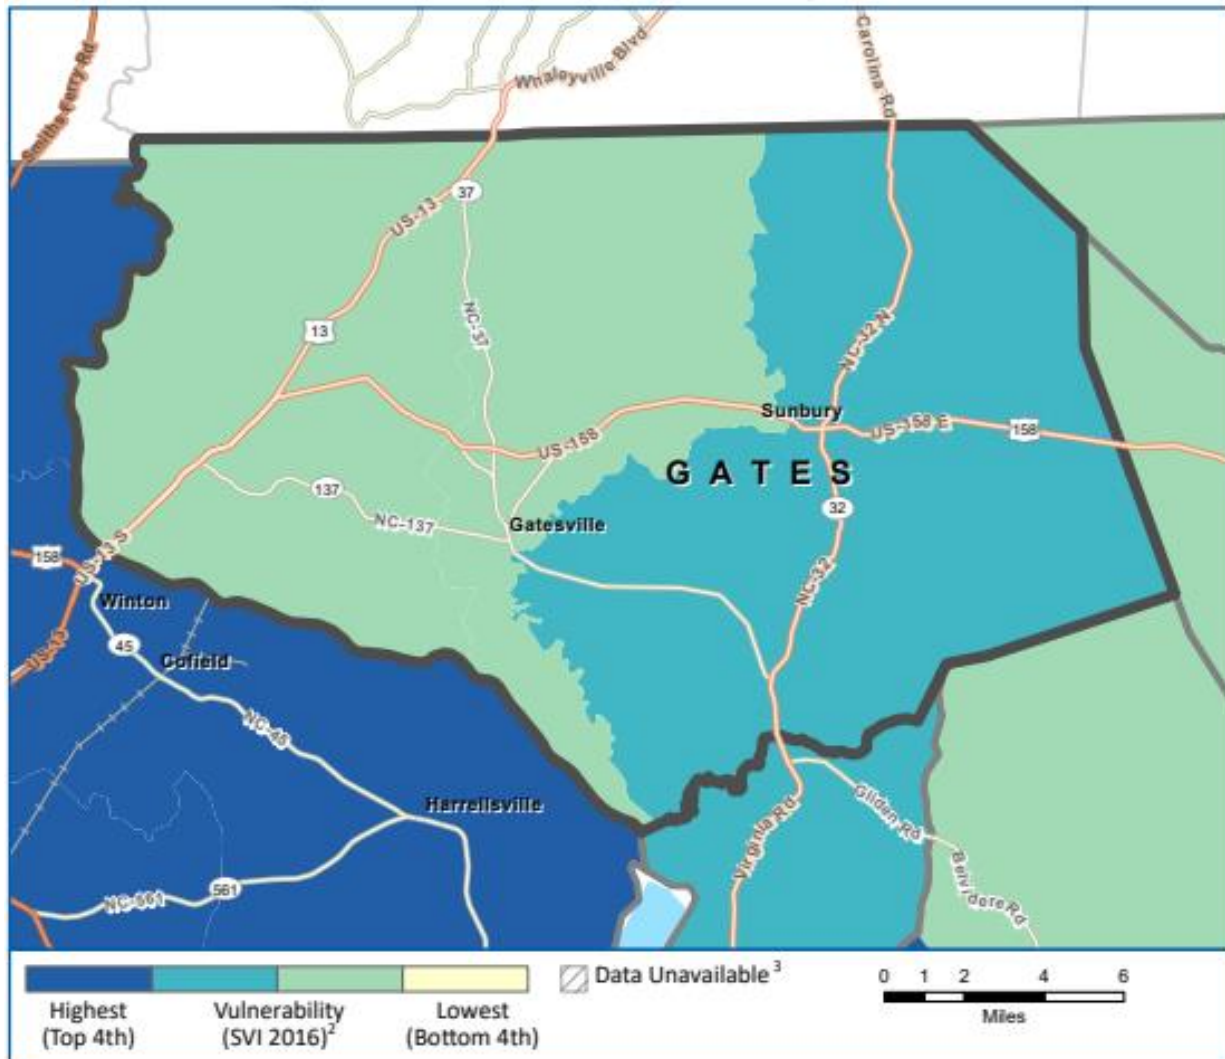 Smiths Ferry Rd
Whaleyville Blvd
Carolina Rd
37
US-13
NC-37
13
NC-32 N
Sunbury
US-158 E
158
US-158
GATES
137
NC-137
Gatesville
32
158
US-13 S
NC-32
Winton
45
US-13
Cofield
NC-45
Harrellsville
Virginia Rd
Gliden Rd
Belvidere Rd
561
NC-561
Highest
(Top 4th)
Vulnerability
(SVI 2016)²
Lowest
(Bottom 4th)
Data Unavailable³
0 1 2 4 6
Miles